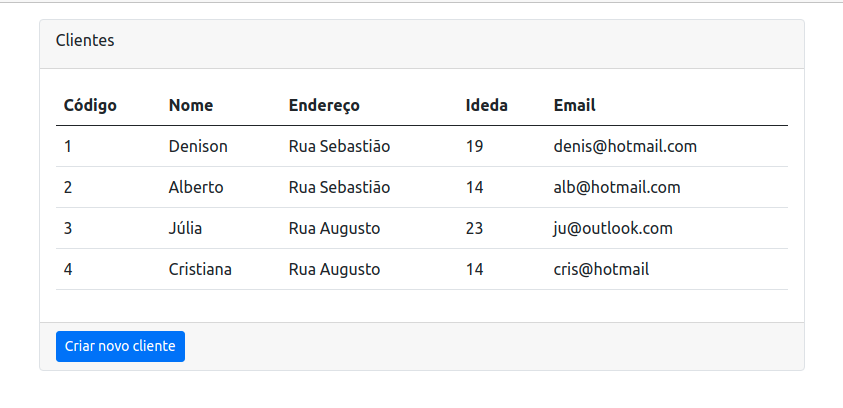 Clientes
Código Nome Endereço Ideda Email
1 Denison Rua Sebastião 19 denis@hotmail.com
2 Alberto Rua Sebastião 14 alb@hotmail.com
3 Júlia Rua Augusto 23 ju@outlook.com
4 Cristiana Rua Augusto 14 cris@hotmail
Criar novo cliente